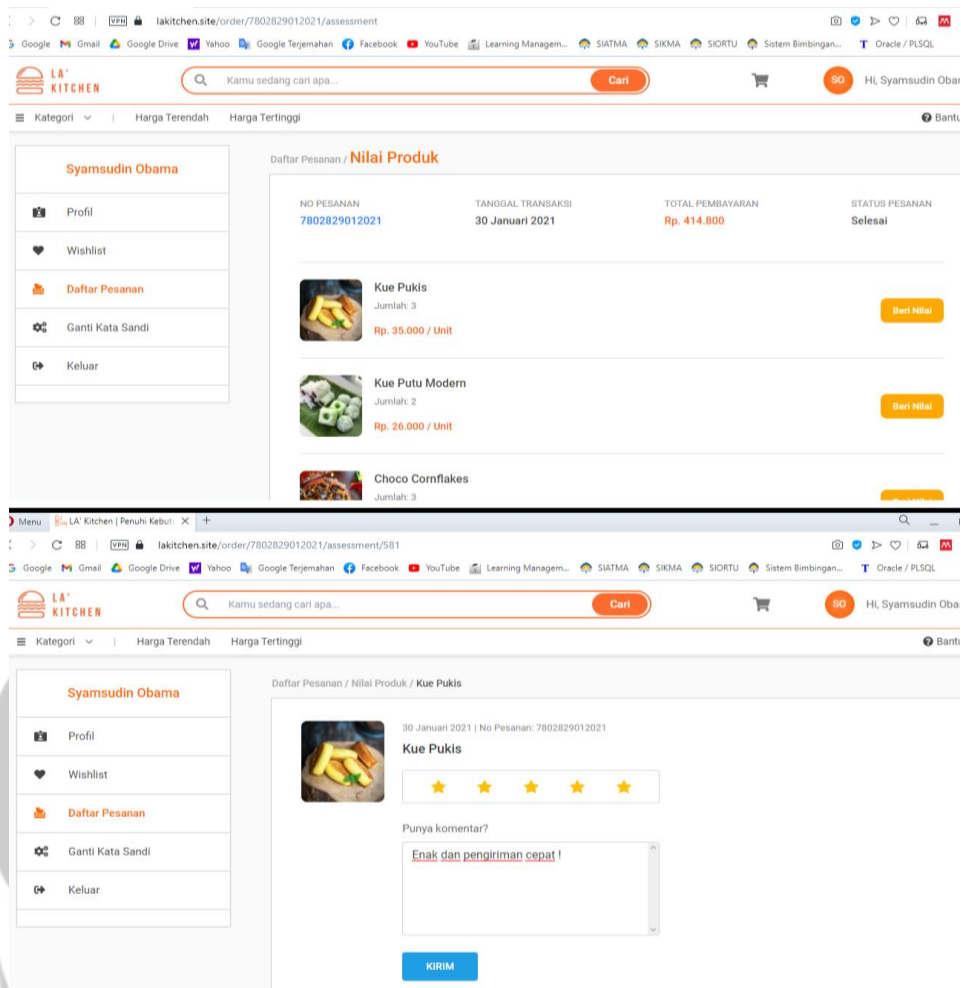 VPN lakitchen.site/order/7802829012021/assessment
Google Gmail Google Drive Yahoo Google Terjemahan Facebook YouTube Learning Managem... SIATMA SIKMA SIORTU Sistem Bimbingan... Oracle / PLSQL
LA' KITCHEN
Kamu sedang cari apa...
Cari
SO
Hi, Syamsudin Obam
Kategori | Harga Terendah Harga Tertinggi
Bantu
Syamsudin Obama
Profil
Wishlist
Daftar Pesanan
Ganti Kata Sandi
Keluar
Daftar Pesanan / Nilai Produk
NO PESANAN TANGGAL TRANSAKSI TOTAL PEMBAYARAN STATUS PESANAN
7802829012021 30 Januari 2021 Rp. 414.800 Selesai
Kue Pukis
Jumlah: 3
Rp. 35.000 / Unit
Beri Nilai
Kue Putu Modern
Jumlah: 2
Rp. 26.000 / Unit
Beri Nilai
Choco Cornflakes
Jumlah: 3
Menu LA' Kitchen | Penuhi Kebut
VPN lakitchen.site/order/7802829012021/assessment/581
Google Gmail Google Drive Yahoo Google Terjemahan Facebook YouTube Learning Managem... SIATMA SIKMA SIORTU Sistem Bimbingan... Oracle / PLSQL
LA' KITCHEN
Kamu sedang cari apa...
Cari
SO
Hi, Syamsudin Oba
Kategori | Harga Terendah Harga Tertinggi
Bantu
Syamsudin Obama
Profil
Wishlist
Daftar Pesanan
Ganti Kata Sandi
Keluar
Daftar Pesanan / Nilai Produk / Kue Pukis
30 Januari 2021 | No Pesanan: 7802829012021
Kue Pukis
Punya komentar?
Enak dan pengiriman cepat !
KIRIM